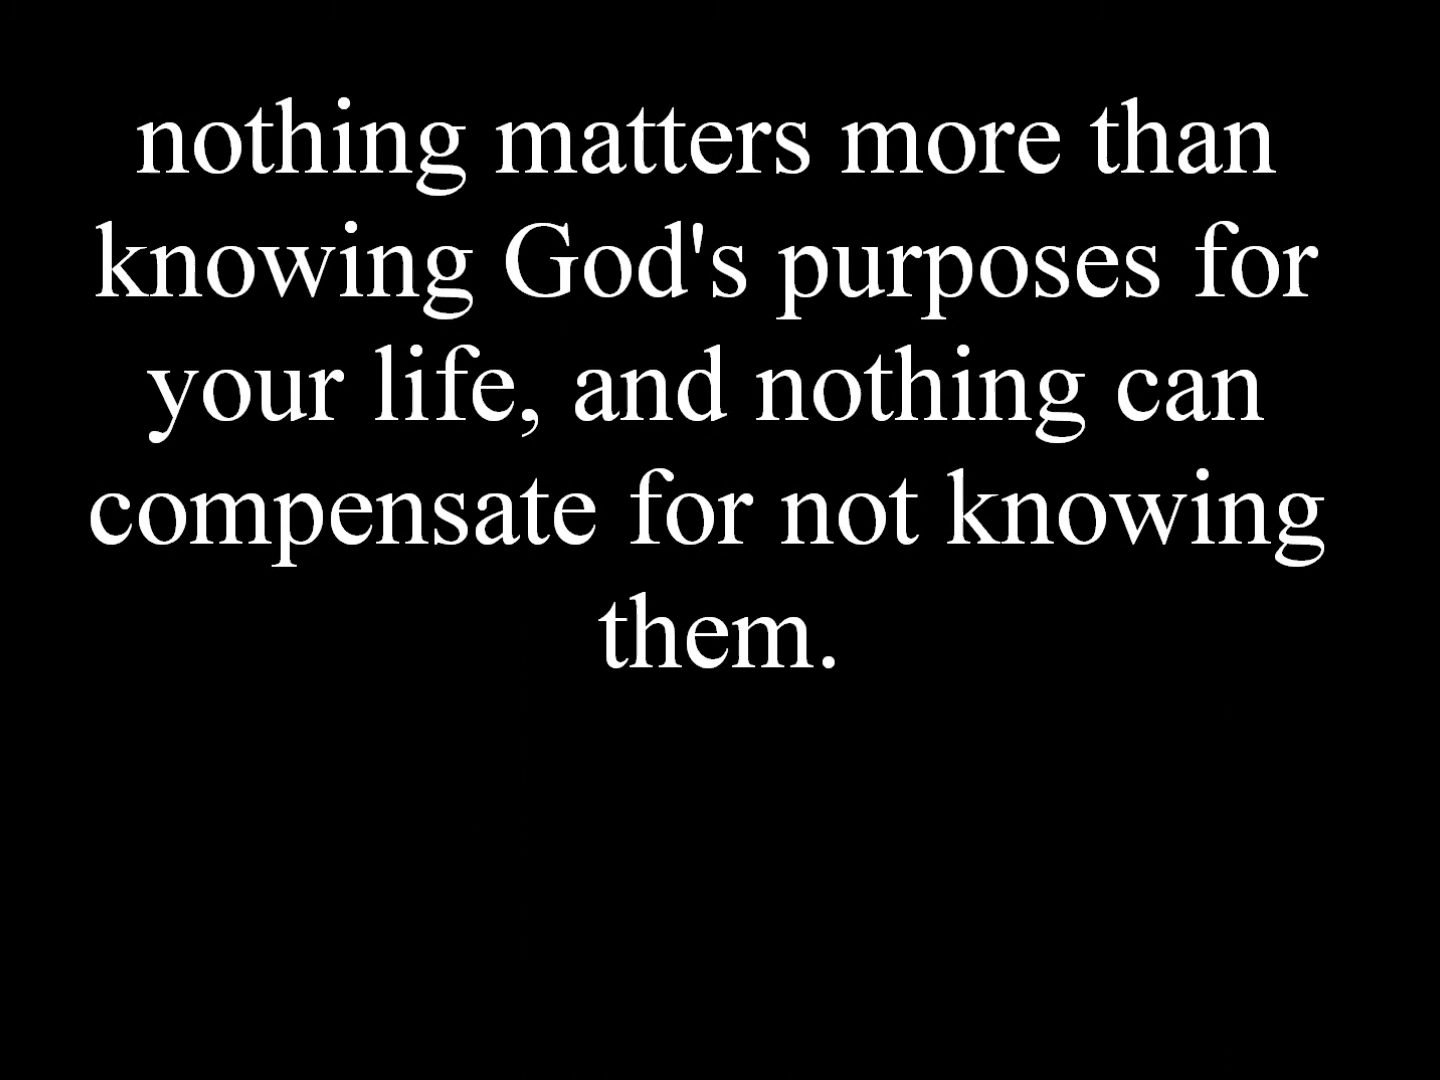 nothing matters more than
knowing God's purposes for
your life, and nothing can
compensate for not knowing
them.